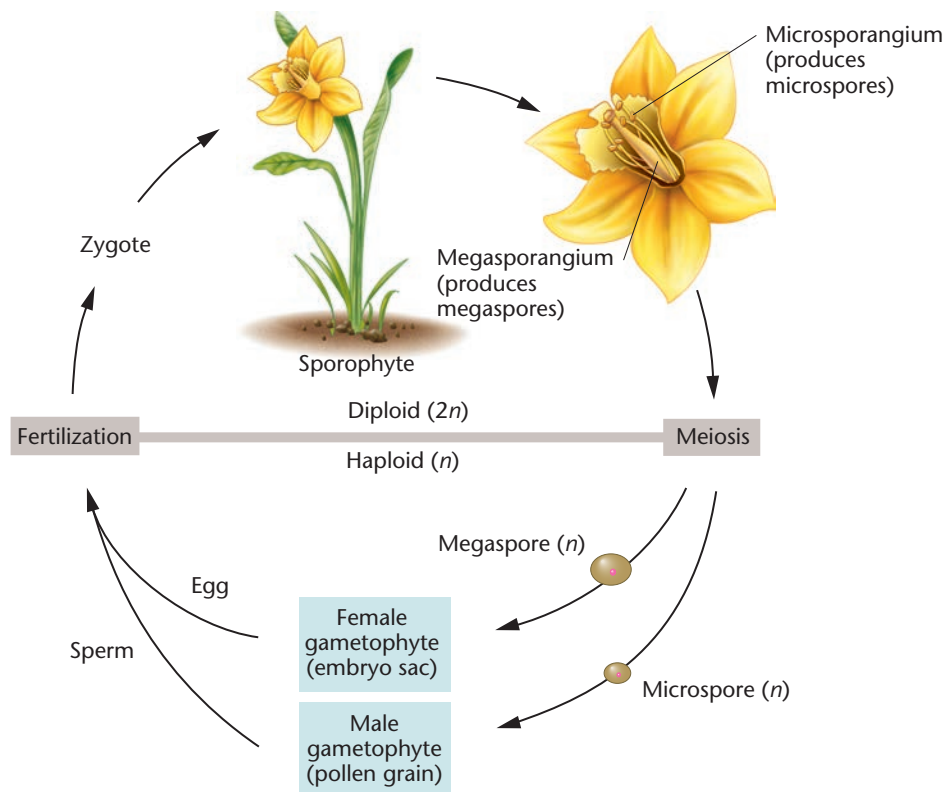 Microsporangium
(produces
microspores)
Zygote
Megasporangium
(produces
megaspores)
Sporophyte
Diploid (2n)
Fertilization
Meiosis
Haploid (n)
Megaspore (n)
Egg
Female
gametophyte
(embryo sac)
Sperm
Microspore (n)
Male
gametophyte
(pollen grain)